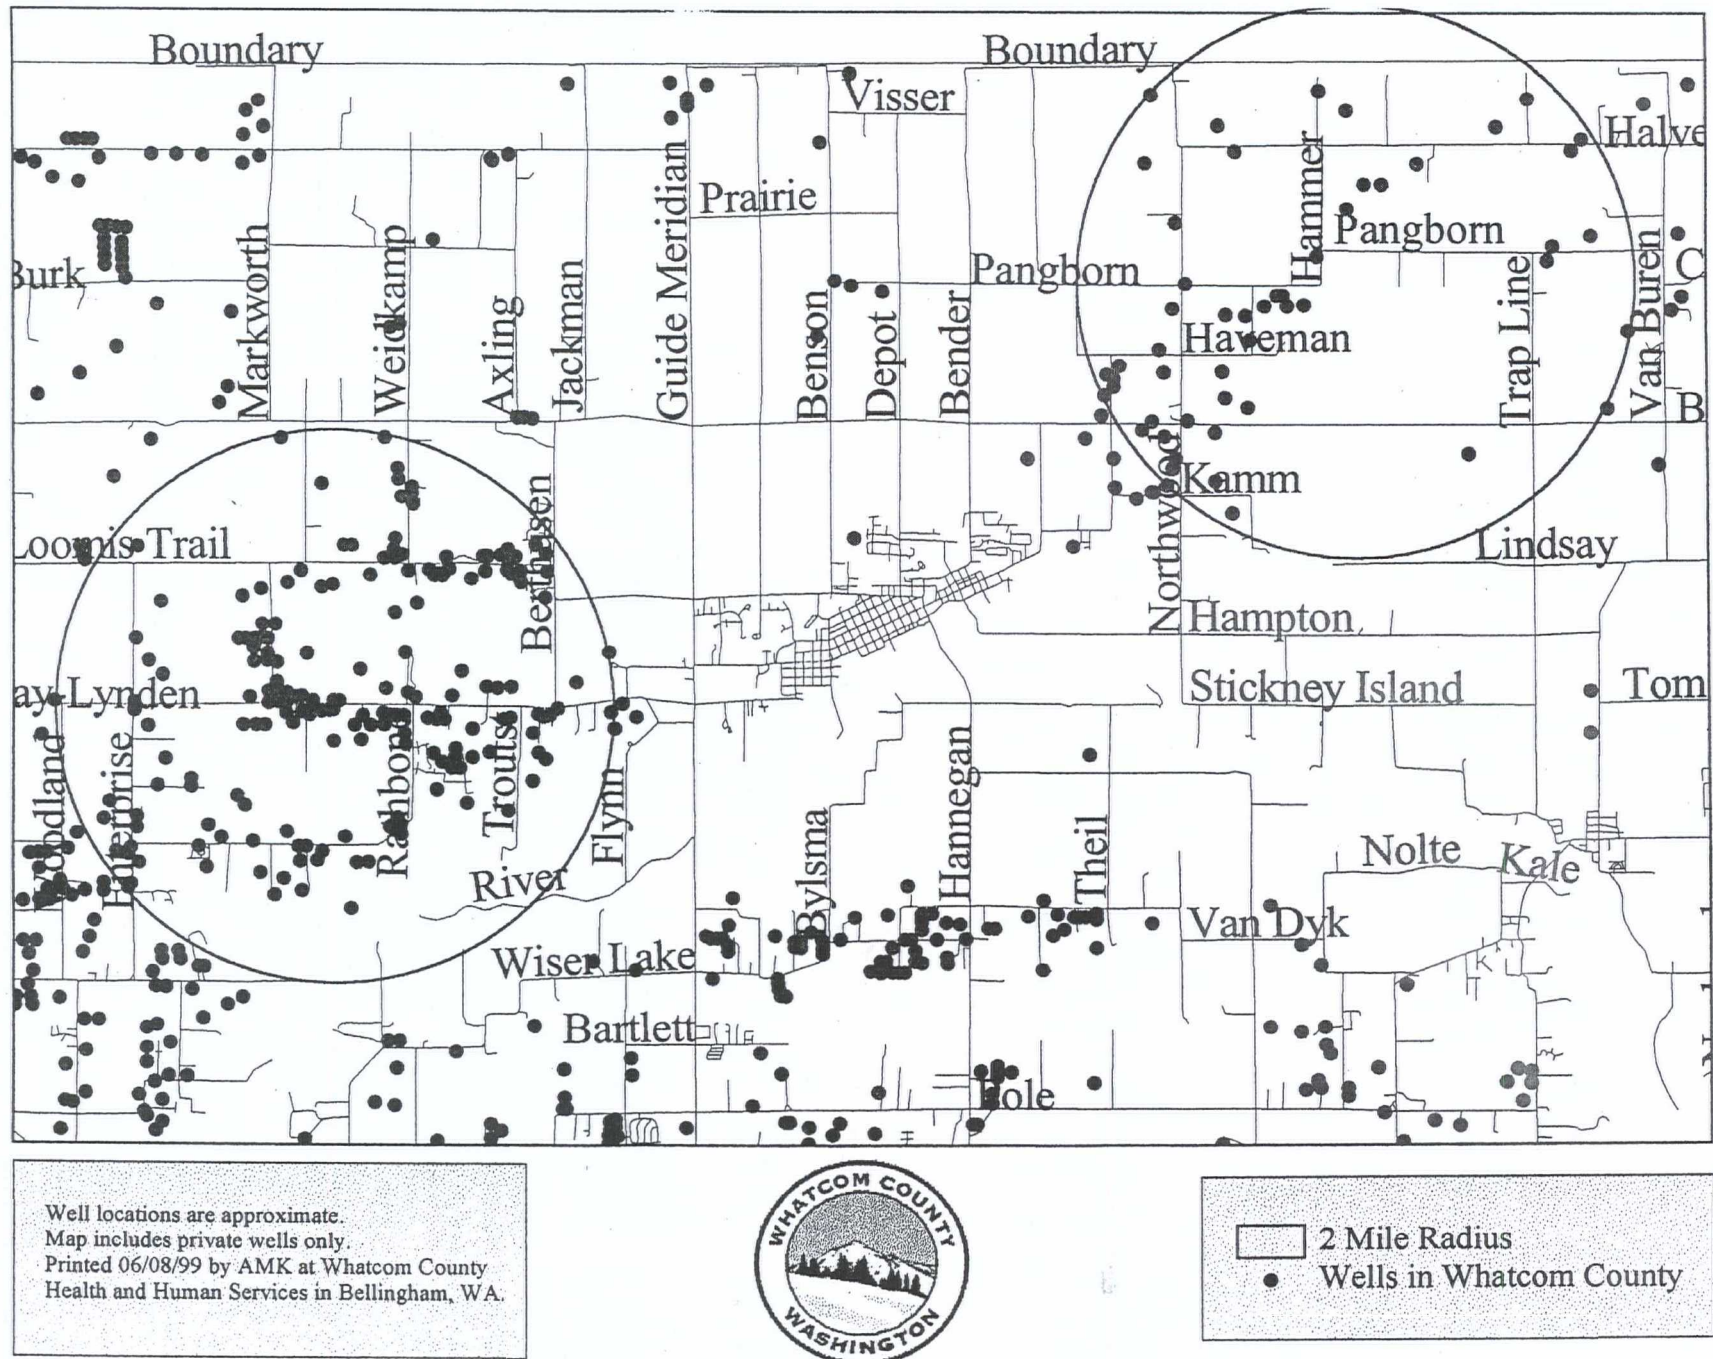 Boundary
Boundary
Visser
Halve
Hammer
Prairie
Guide Meridian
Pangborn
Markworth
Weidkamp
Burk
Pangborn
C
Axling
Jackman
Benson
Depot
Bender
Haveman
Trap Line
Van Buren
B
Northwood
Kamm
Berthusen
Loomis Trail
Lindsay
Hampton
ay-Lynden
Stickney Island
Tom
Woodland
Enterprise
Rathbone
Troutst
Flynn
Bylsma
Hannegan
Theil
Nolte
Kale
River
Van Dyk
Wiser Lake
Bartlett
Pole
Well locations are approximate.
Map includes private wells only.
Printed 06/08/99 by AMK at Whatcom County
Health and Human Services in Bellingham, WA.
WHATCOM COUNTY
WASHINGTON
2 Mile Radius
Wells in Whatcom County